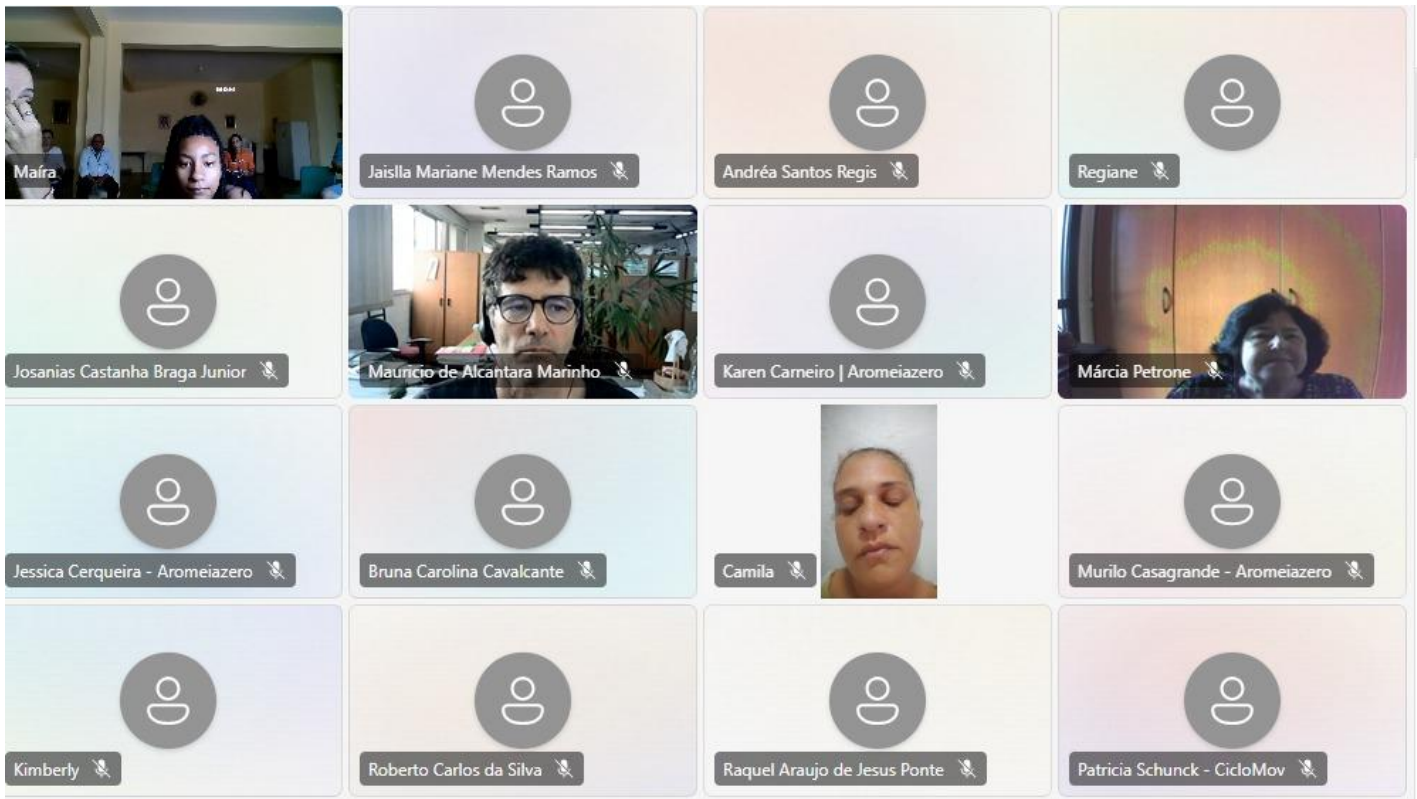 Maíra
Jaislla Mariane Mendes Ramos
Andréa Santos Regis
Regiane
Josanias Castanha Braga Junior
Mauricio de Alcantara Marinho
Karen Carneiro | Aromeiazero
Márcia Petrone
Jessica Cerqueira - Aromeiazero
Bruna Carolina Cavalcante
Camila
Murilo Casagrande - Aromeiazero
Kimberly
Roberto Carlos da Silva
Raquel Araujo de Jesus Ponte
Patricia Schunck - CicloMov